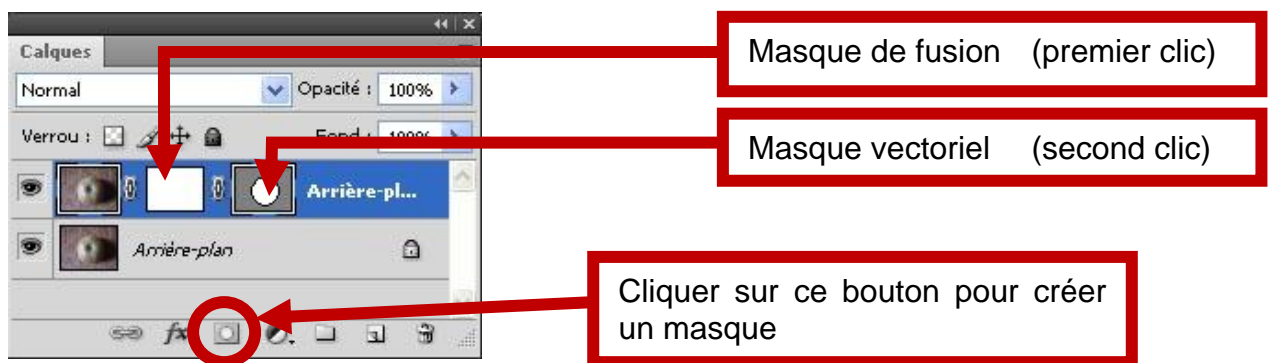 Calques
Normal
Opacité : 100%
Verrou :
Fond : 100%
Arrière-pl...
Arrière-plan
fx
Masque de fusion (premier clic)
Masque vectoriel (second clic)
Cliquer sur ce bouton pour créer
un masque